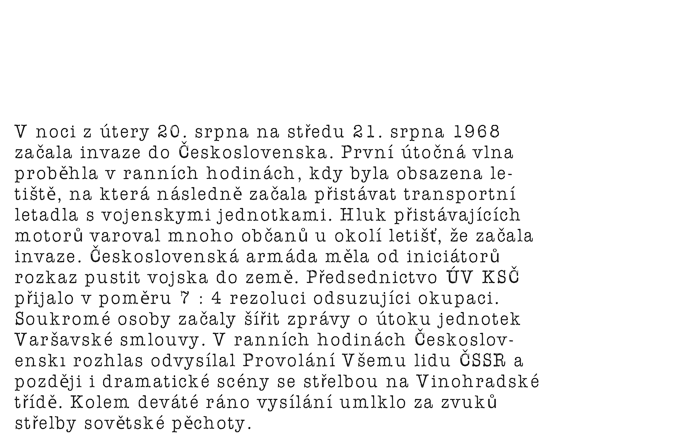 V noci z útery 20. srpna na středu 21. srpna 1968
začala invaze do Československa. První útočná vlna
proběhla v ranních hodinách, kdy byla obsazena le-
tiště, na která následně začala přistávat transportní
letadla s vojenskymi jednotkami. Hluk přistávajících
motorů varoval mnoho občanů u okolí letišť, že začala
invaze. Československá armáda měla od iniciátorů
rozkaz pustit vojska do země. Předsednictvo ÚV KSČ
přijalo v poměru 7 : 4 rezoluci odsuzujíci okupaci.
Soukromé osoby začaly šířit zprávy o útoku jednotek
Varšavské smlouvy. V ranních hodinách Českoslov-
enskı rozhlas odvysílal Provolání Všemu lidu ČSSR a
později i dramatické scény se střelbou na Vinohradské
třídě. Kolem deváté ráno vysílání umlklo za zvuků
střelby sovětské pěchoty.